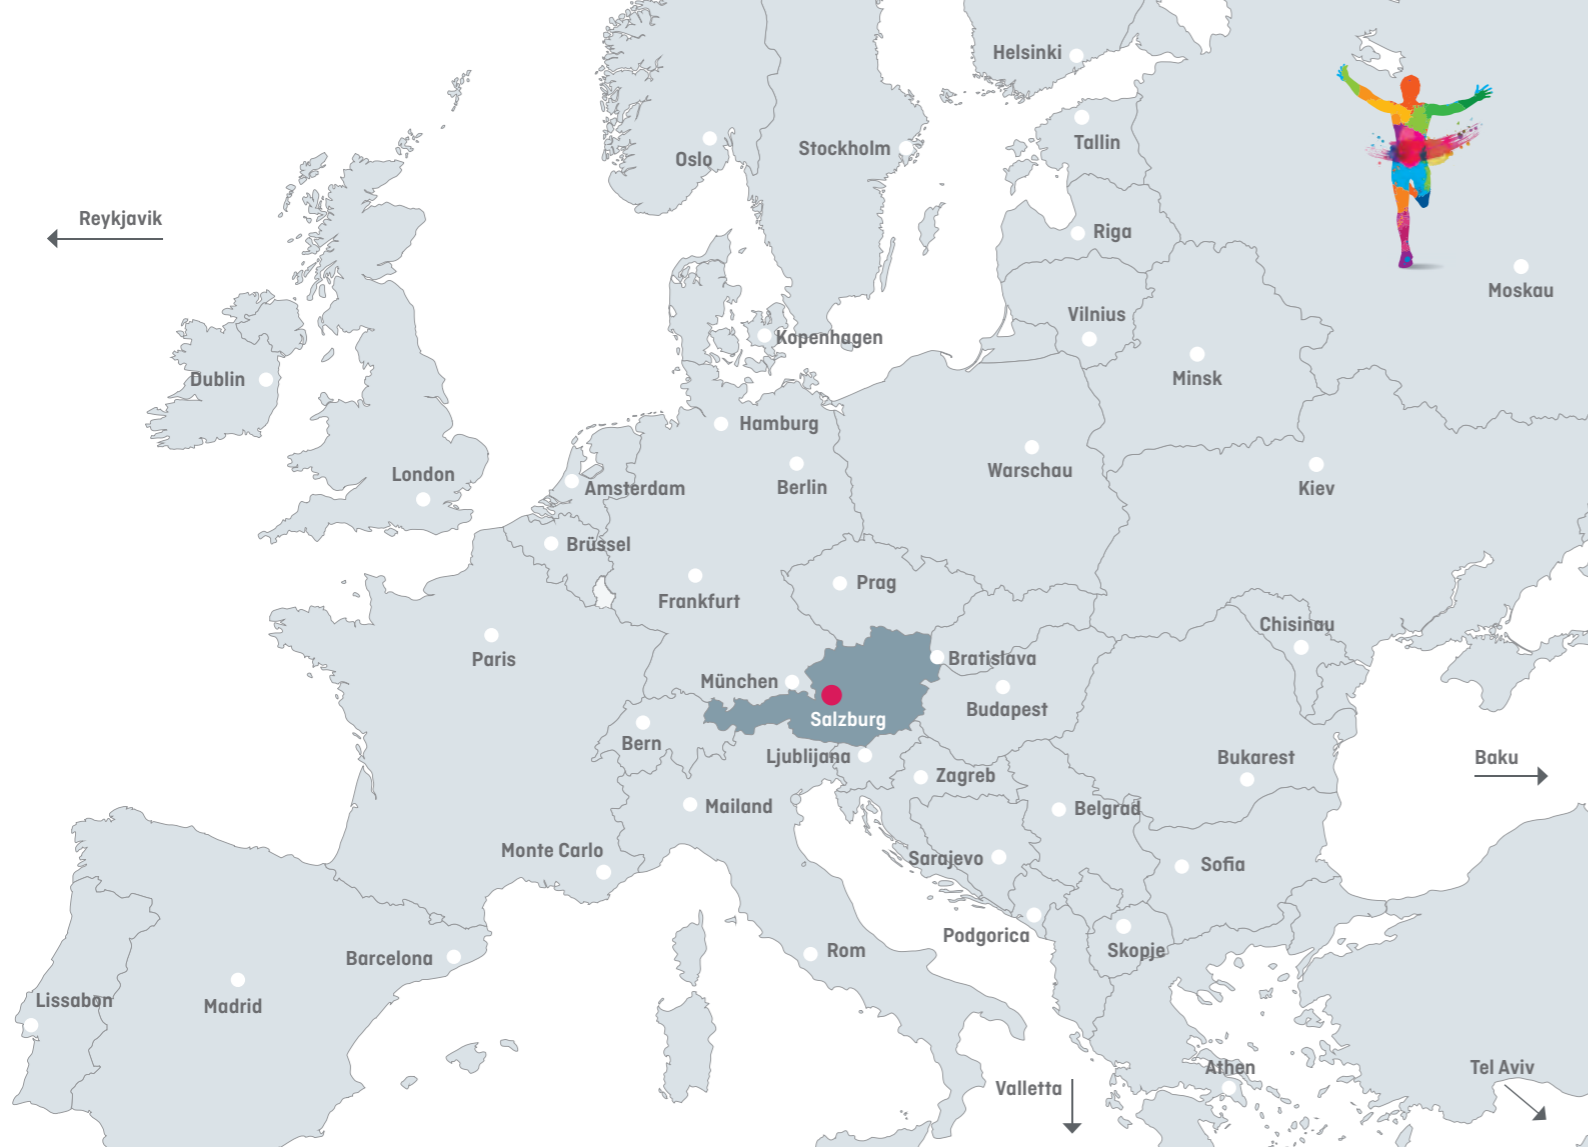 Helsinki
Tallin
Oslo
Stockholm
Reykjavik
Riga
Moskau
Vilnius
Kopenhagen
Dublin
Minsk
Hamburg
London
Warschau
Amsterdam
Berlin
Kiev
Brüssel
Prag
Frankfurt
Chisinau
Paris
Bratislava
München
Budapest
Salzburg
Bern
Ljublijana
Bukarest
Baku
Zagreb
Mailand
Belgrad
Monte Carlo
Sarajevo
Sofia
Podgorica
Skopje
Rom
Barcelona
Lissabon
Madrid
Athen
Tel Aviv
Valletta